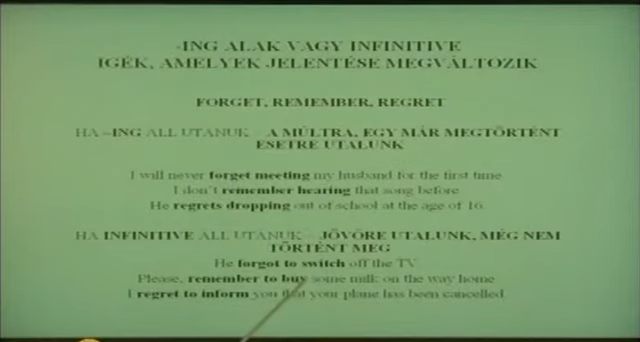 -ING ALAK VAGY INFINITIVE
IGÉK, AMELYEK JELENTÉSE MEGVÁLTOZIK
FORGET, REMEMBER, REGRET
HA –ING ÁLL UTÁNUK – A MÚLTRA, EGY MÁR MEGTÖRTÉNT
ESETRE UTALUNK
I will never forget meeting my husband for the first time
I don't remember hearing that song before
He regrets dropping out of school at the age of 16.
HA INFINITIVE ÁLL UTÁNUK – JÖVŐRE UTALUNK, MÉG NEM
TÖRTÉNT MEG
He forgot to switch off the TV
Please, remember to buy some milk on the way home
I regret to inform you that your plane has been cancelled